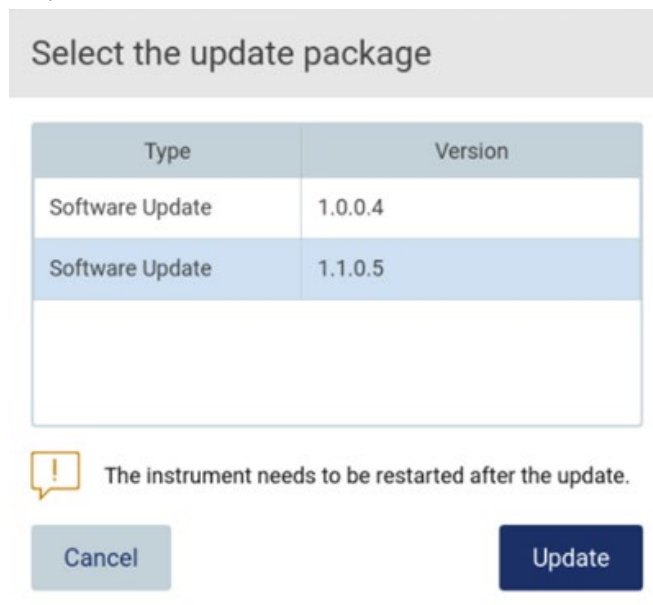 Select the update package
Type Version
Software Update 1.0.0.4
Software Update 1.1.0.5
! The instrument needs to be restarted after the update.
Cancel Update